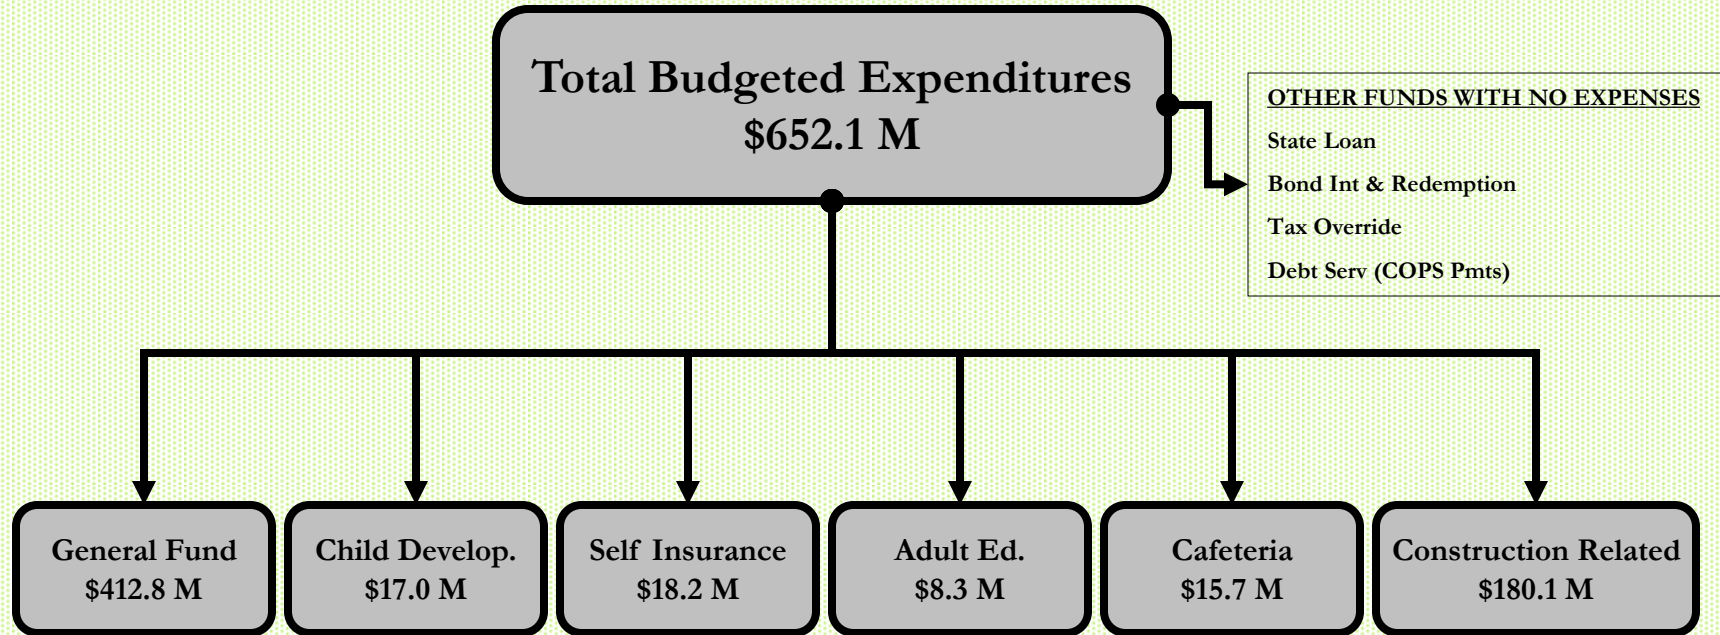 Total Budgeted Expenditures
$652.1 M
OTHER FUNDS WITH NO EXPENSES
State Loan
Bond Int & Redemption
Tax Override
Debt Serv (COPS Pmts)
General Fund
$412.8 M
Child Develop.
$17.0 M
Self Insurance
$18.2 M
Adult Ed.
$8.3 M
Cafeteria
$15.7 M
Construction Related
$180.1 M